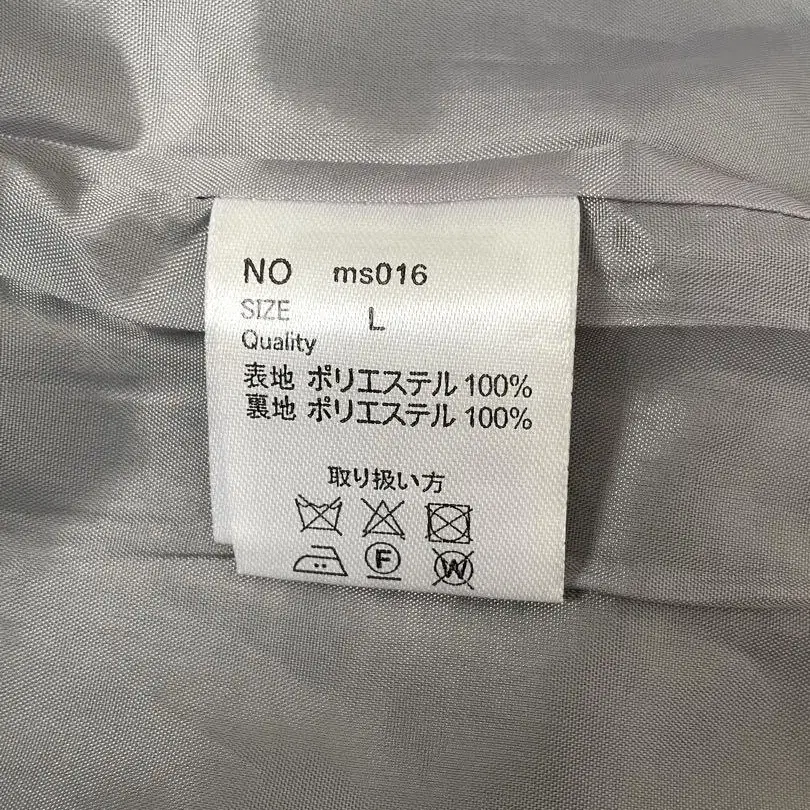 NO ms016
SIZE L
Quality
表地 ポリエステル 100%
裏地 ポリエステル 100%
取り扱い方
F W